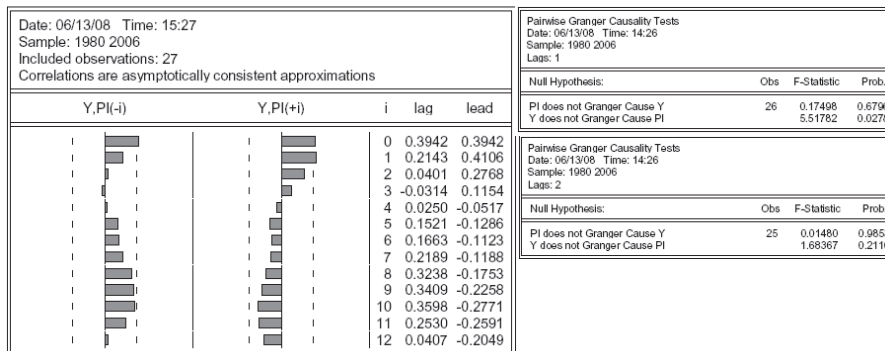 Date: 06/13/08 Time: 15:27
Sample: 1980 2006
Included observations: 27
Correlations are asymptotically consistent approximations
Y,PI(-i) Y,PI(+i) i lag lead
0 0.3942 0.3942
1 0.2143 0.4106
2 0.0401 0.2768
3 -0.0314 0.1154
4 0.0250 -0.0517
5 0.1521 -0.1286
6 0.1663 -0.1123
7 0.2189 -0.1188
8 0.3238 -0.1753
9 0.3409 -0.2258
10 0.3598 -0.2771
11 0.2530 -0.2591
12 0.0407 -0.2049
Pairwise Granger Causality Tests
Date: 06/13/08 Time: 14:26
Sample: 1980 2006
Lags: 1
Null Hypothesis: Obs F-Statistic Prob.
PI does not Granger Cause Y 26 0.17498
Y does not Granger Cause PI 5.51782
Pairwise Granger Causality Tests
Date: 06/13/08 Time: 14:26
Sample: 1980 2006
Lags: 2
Null Hypothesis: Obs F-Statistic Prob.
PI does not Granger Cause Y 25 0.01480
Y does not Granger Cause PI 1.68367